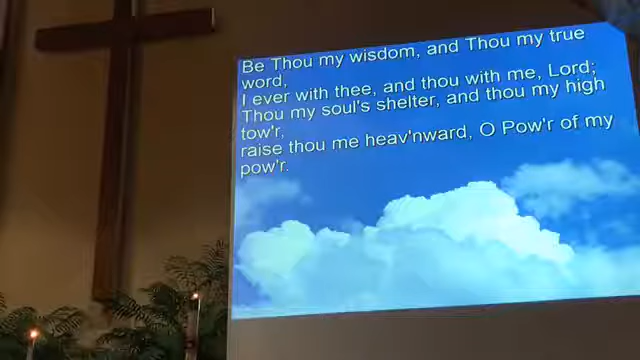 Be Thou my wisdom, and Thou my true
word,
I ever with thee, and thou with me, Lord;
Thou my soul's shelter, and thou my high
tow'r,
raise thou me heav'nward, O Pow'r of my
pow'r.